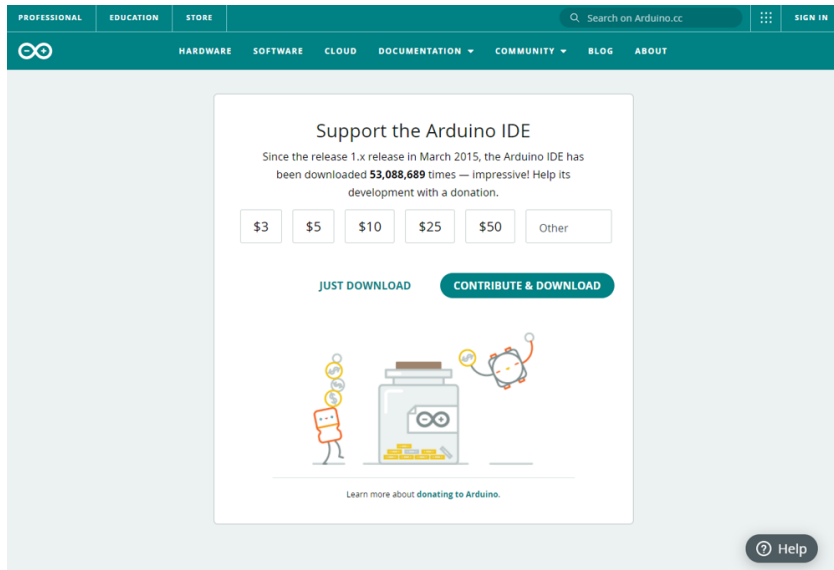 PROFESSIONAL EDUCATION STORE Search on Arduino.cc SIGN IN
HARDWARE SOFTWARE CLOUD DOCUMENTATION COMMUNITY BLOG ABOUT
Support the Arduino IDE
Since the release 1.x release in March 2015, the Arduino IDE has
been downloaded 53,088,689 times — impressive! Help its
development with a donation.
$3 $5 $10 $25 $50 Other
JUST DOWNLOAD CONTRIBUTE & DOWNLOAD
Learn more about donating to Arduino.
Help